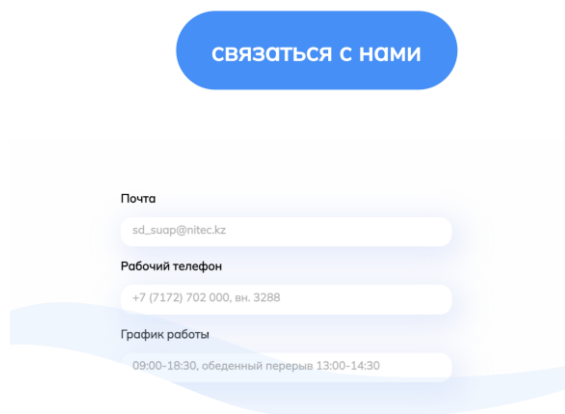 связаться с нами
Почта
sd_suap@nitec.kz
Рабочий телефон
+7 (7172) 702 000, вн. 3288
График работы
09:00-18:30, обеденный перерыв 13:00-14:30